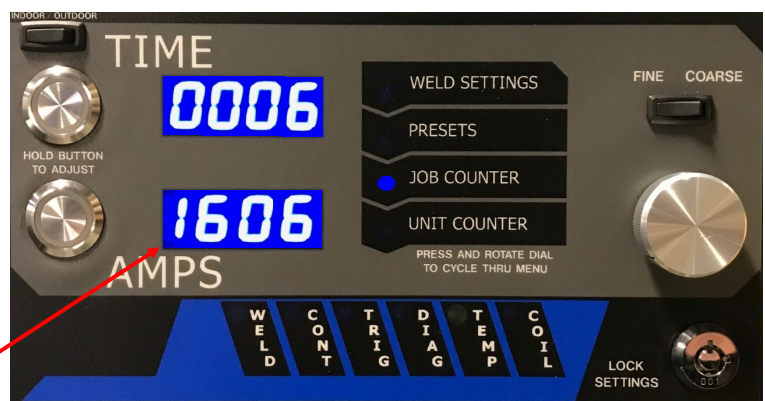 INDOOR / OUTDOOR
TIME
0006
HOLD BUTTON
TO ADJUST
1606
AMPS
WELD SETTINGS
PRESETS
JOB COUNTER
UNIT COUNTER
PRESS AND ROTATE DIAL
TO CYCLE THRU MENU
FINE COARSE
WELD
CONT
TRIG
DIAG
TEMP
COIL
LOCK
SETTINGS
001